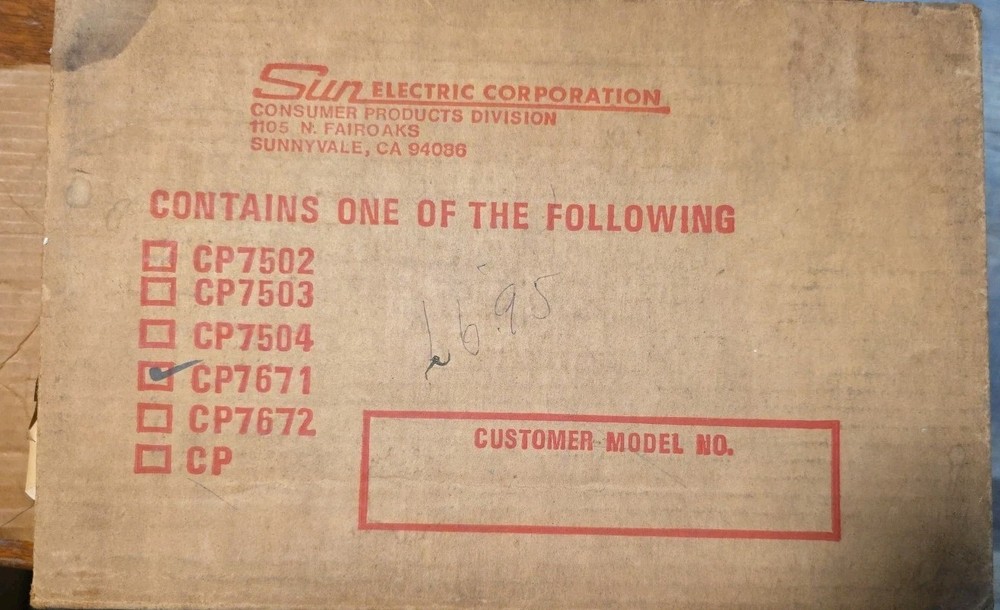 Sun ELECTRIC CORPORATION
CONSUMER PRODUCTS DIVISION
1105 N. FAIROAKS
SUNNYVALE, CA 94086
CONTAINS ONE OF THE FOLLOWING
CP7502
CP7503
CP7504
CP7671
CP7672
CP
CUSTOMER MODEL NO.